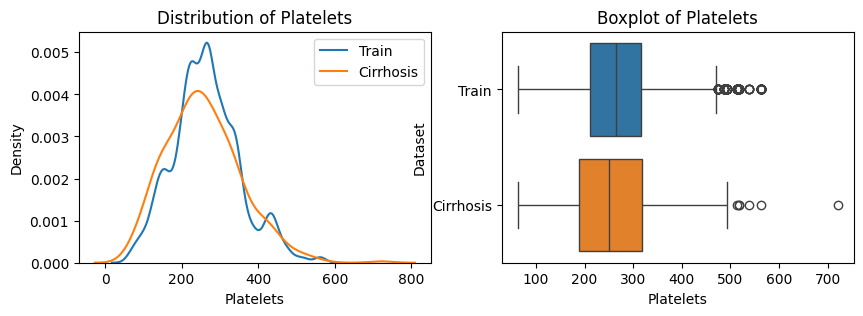 Distribution of Platelets
0.005
0.004
0.003
0.002
0.001
0.000
Density
0
200
400
600
800
Platelets
Train
Cirrhosis
Boxplot of Platelets
Dataset
Train
Cirrhosis
100
200
300
400
500
600
700
Platelets